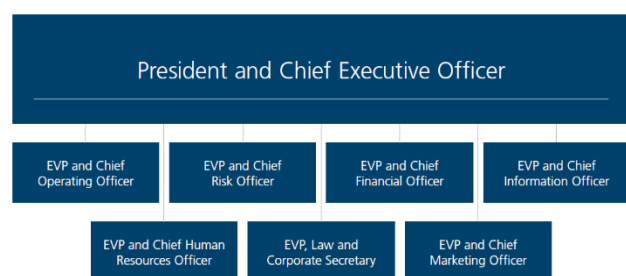 President and Chief Executive Officer
EVP and Chief
Operating Officer
EVP and Chief
Risk Officer
EVP and Chief
Financial Officer
EVP and Chief
Information Officer
EVP and Chief Human
Resources Officer
EVP, Law and
Corporate Secretary
EVP and Chief
Marketing Officer